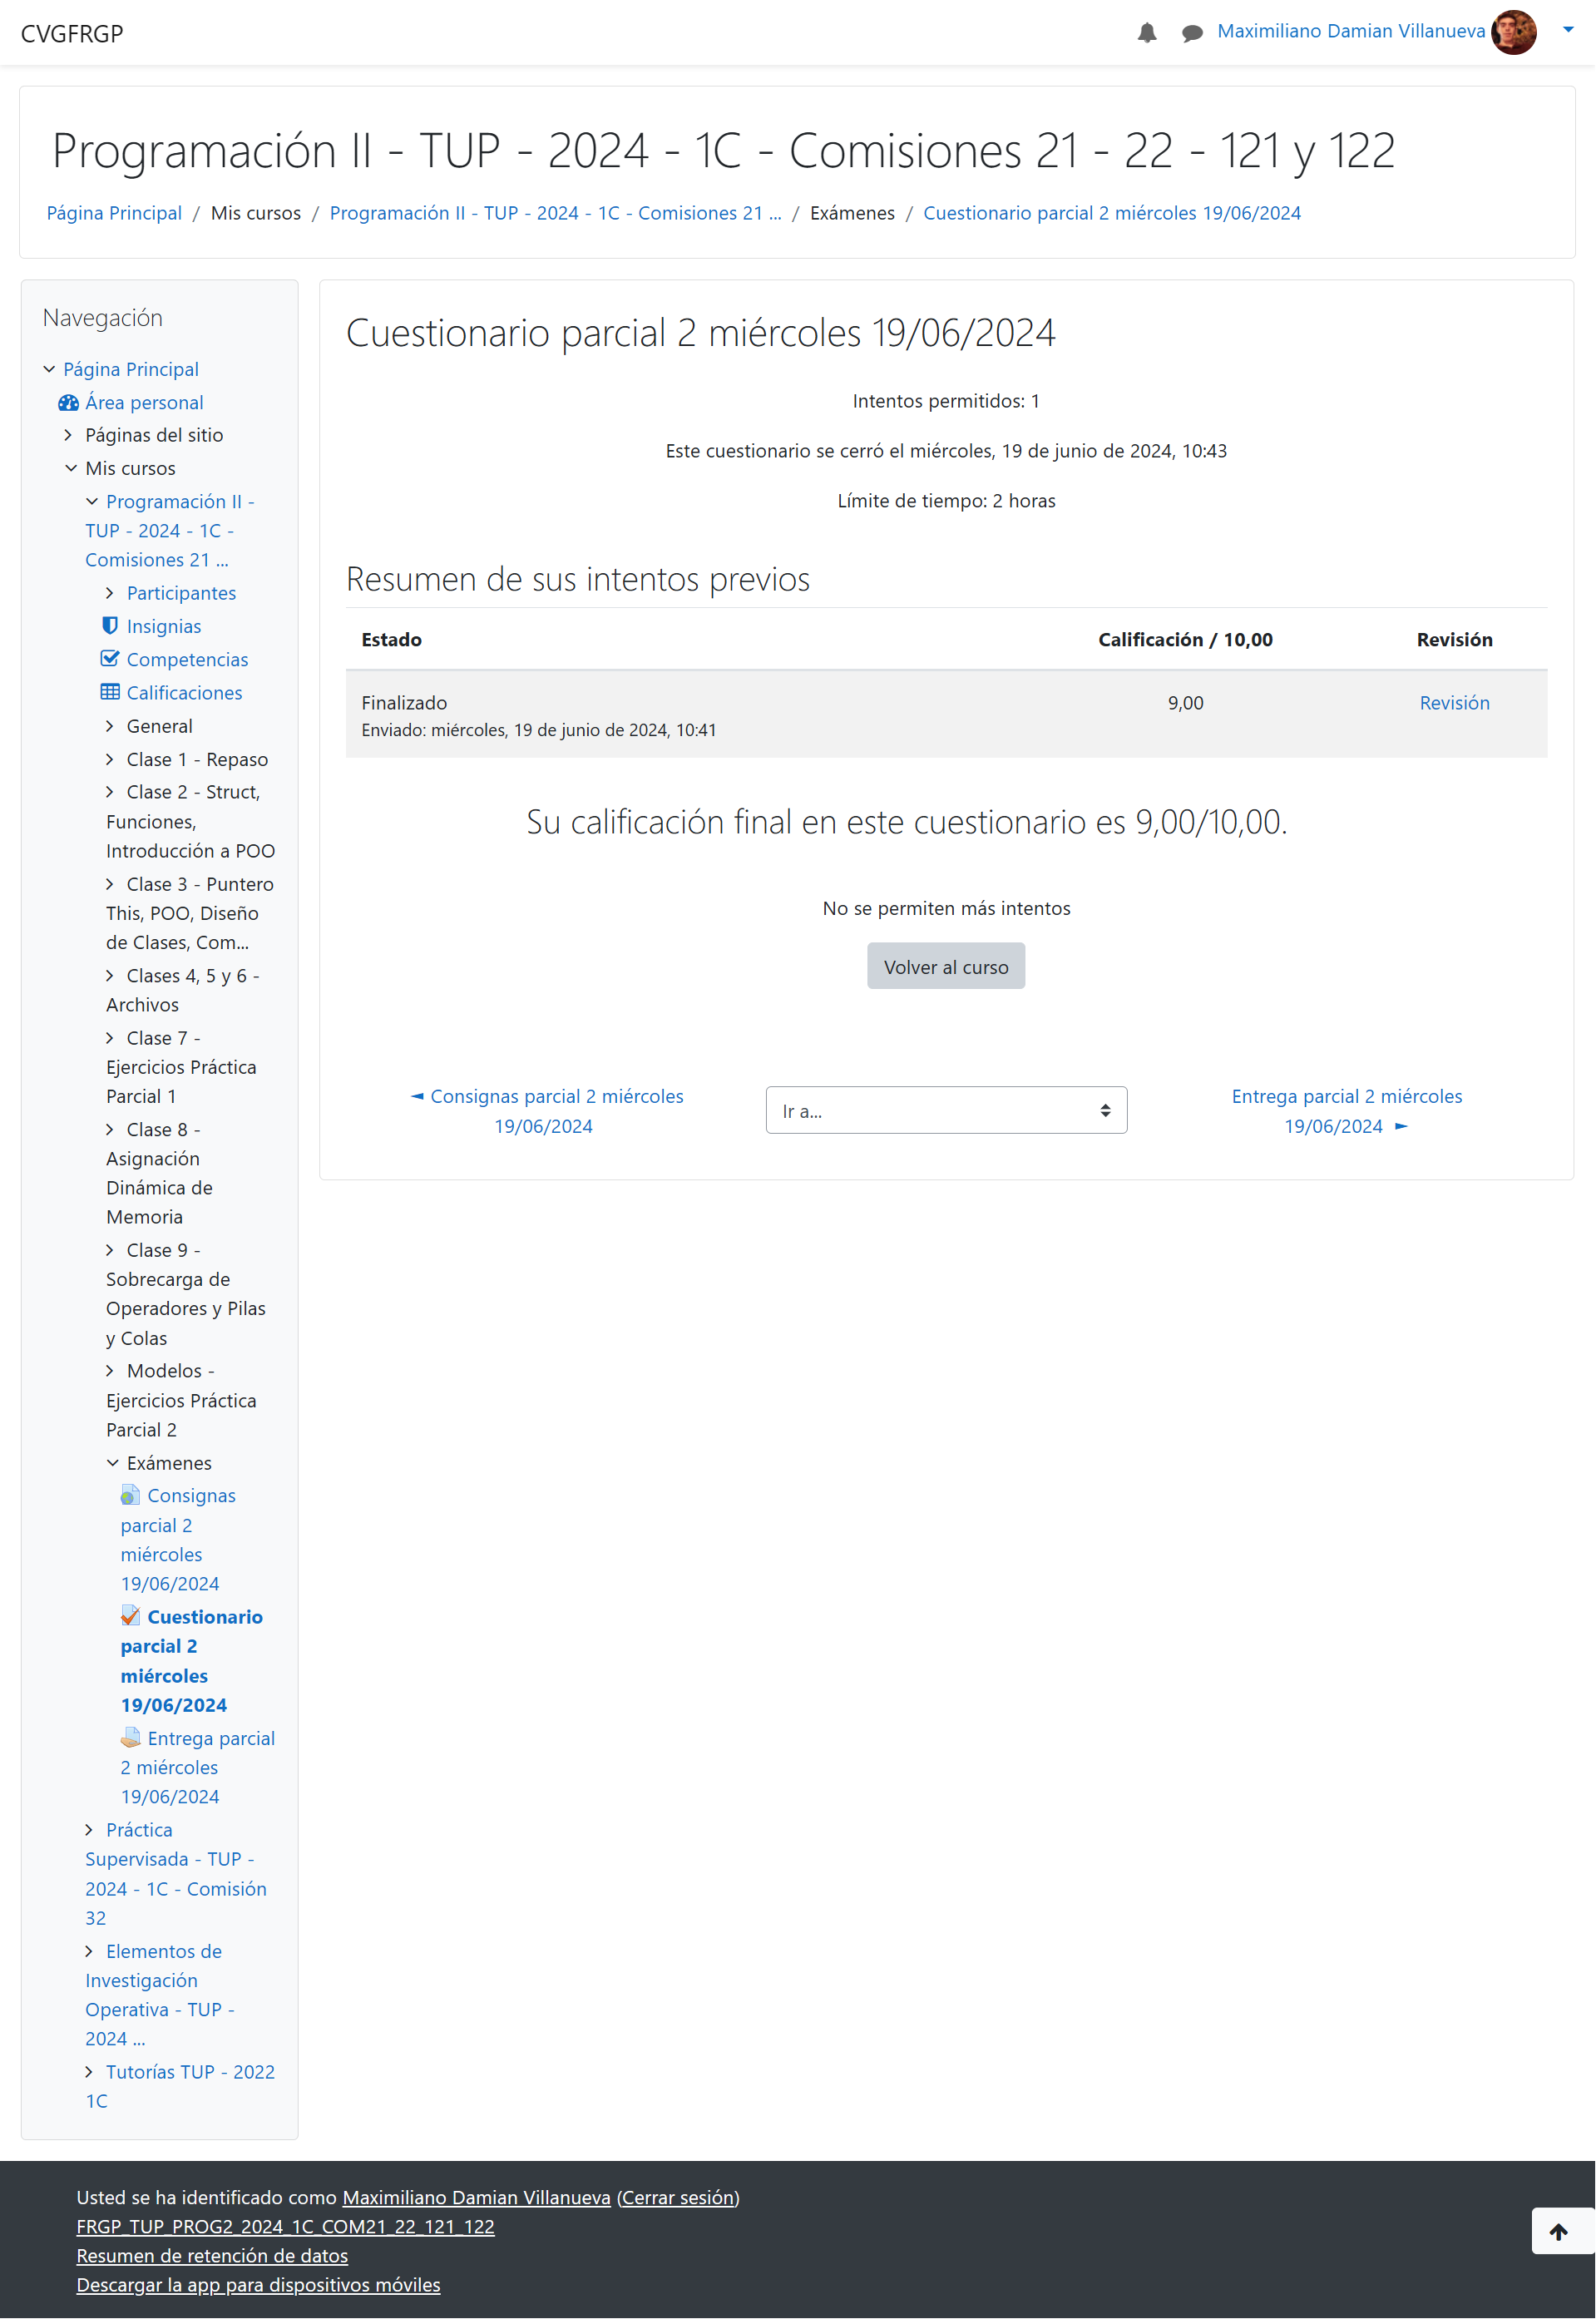 CVGFRGP
Maximiliano Damian Villanueva
Programación II - TUP - 2024 - 1C - Comisiones 21 - 22 - 121 y 122
Página Principal / Mis cursos / Programación II - TUP - 2024 - 1C - Comisiones 21 ... / Exámenes / Cuestionario parcial 2 miércoles 19/06/2024
Navegación
Página Principal
Área personal
Páginas del sitio
Mis cursos
Programación II -
TUP - 2024 - 1C -
Comisiones 21 ...
Participantes
Insignias
Competencias
Calificaciones
General
Clase 1 - Repaso
Clase 2 - Struct,
Funciones,
Introducción a POO
Clase 3 - Puntero
This, POO, Diseño
de Clases, Com...
Clases 4, 5 y 6 -
Archivos
Clase 7 -
Ejercicios Práctica
Parcial 1
Clase 8 -
Asignación
Dinámica de
Memoria
Clase 9 -
Sobrecarga de
Operadores y Pilas
y Colas
Modelos -
Ejercicios Práctica
Parcial 2
Exámenes
Consignas
parcial 2
miércoles
19/06/2024
Cuestionario
parcial 2
miércoles
19/06/2024
Entrega parcial
2 miércoles
19/06/2024
Práctica
Supervisada - TUP -
2024 - 1C - Comisión
32
Elementos de
Investigación
Operativa - TUP -
2024 ...
Tutorías TUP - 2022
1C
Cuestionario parcial 2 miércoles 19/06/2024
Intentos permitidos: 1
Este cuestionario se cerró el miércoles, 19 de junio de 2024, 10:43
Límite de tiempo: 2 horas
Resumen de sus intentos previos
Estado Calificación / 10,00 Revisión
Finalizado 9,00 Revisión
Enviado: miércoles, 19 de junio de 2024, 10:41
Su calificación final en este cuestionario es 9,00/10,00.
No se permiten más intentos
Volver al curso
◄ Consignas parcial 2 miércoles
19/06/2024
Ir a...
Entrega parcial 2 miércoles
19/06/2024 ►
Usted se ha identificado como Maximiliano Damian Villanueva (Cerrar sesión)
FRGP_TUP_PROG2_2024_1C_COM21_22_121_122
Resumen de retención de datos
Descargar la app para dispositivos móviles